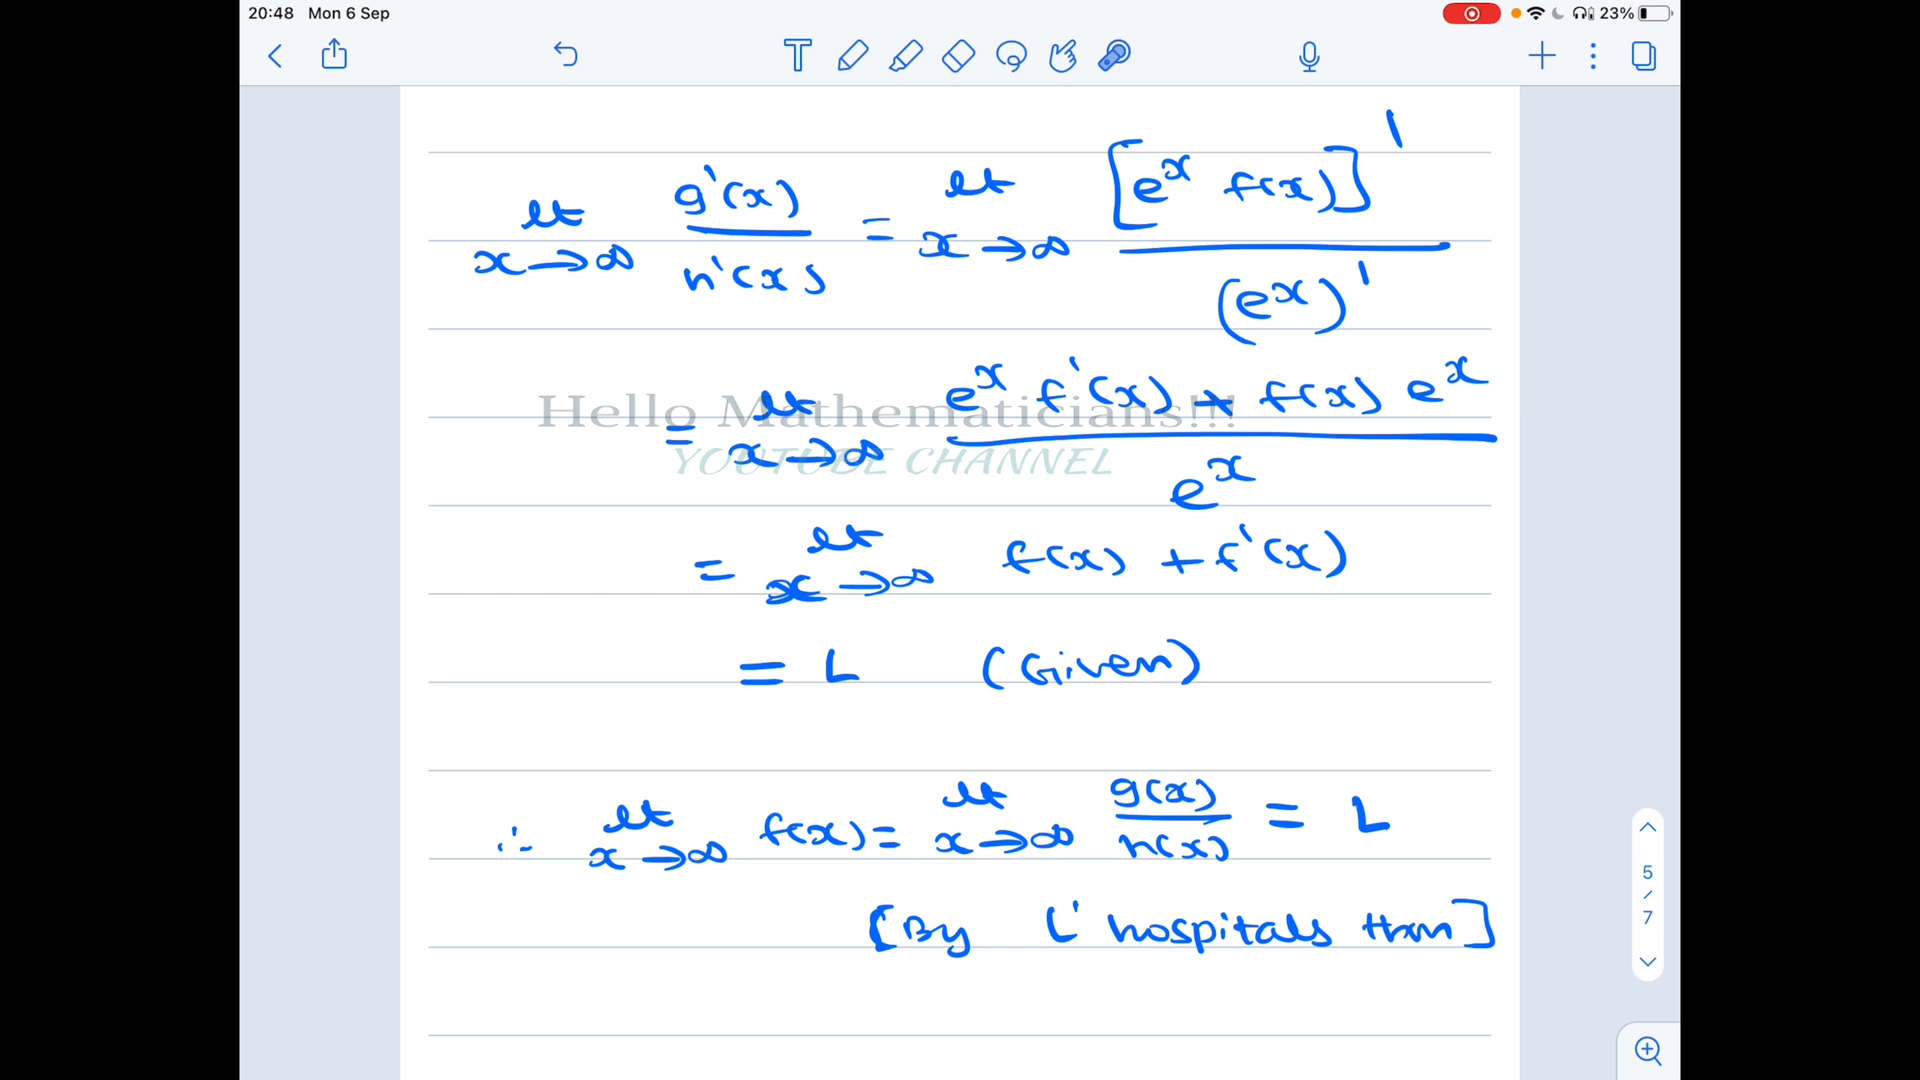 20:48 Mon 6 Sep 23%
lt x→∞ g'(x)/h'(x) = lt x→∞ [e^x f(x)]' / (e^x)'
Hello Mathematicians!!!
YOUTUBE CHANNEL
= lt x→∞ e^x f'(x) + f(x) e^x / e^x
= lt x→∞ f(x) + f'(x)
= L (Given)
∴ lt x→∞ f(x) = lt x→∞ g(x)/h(x) = L
[By L' hospitals thm]
5 / 7